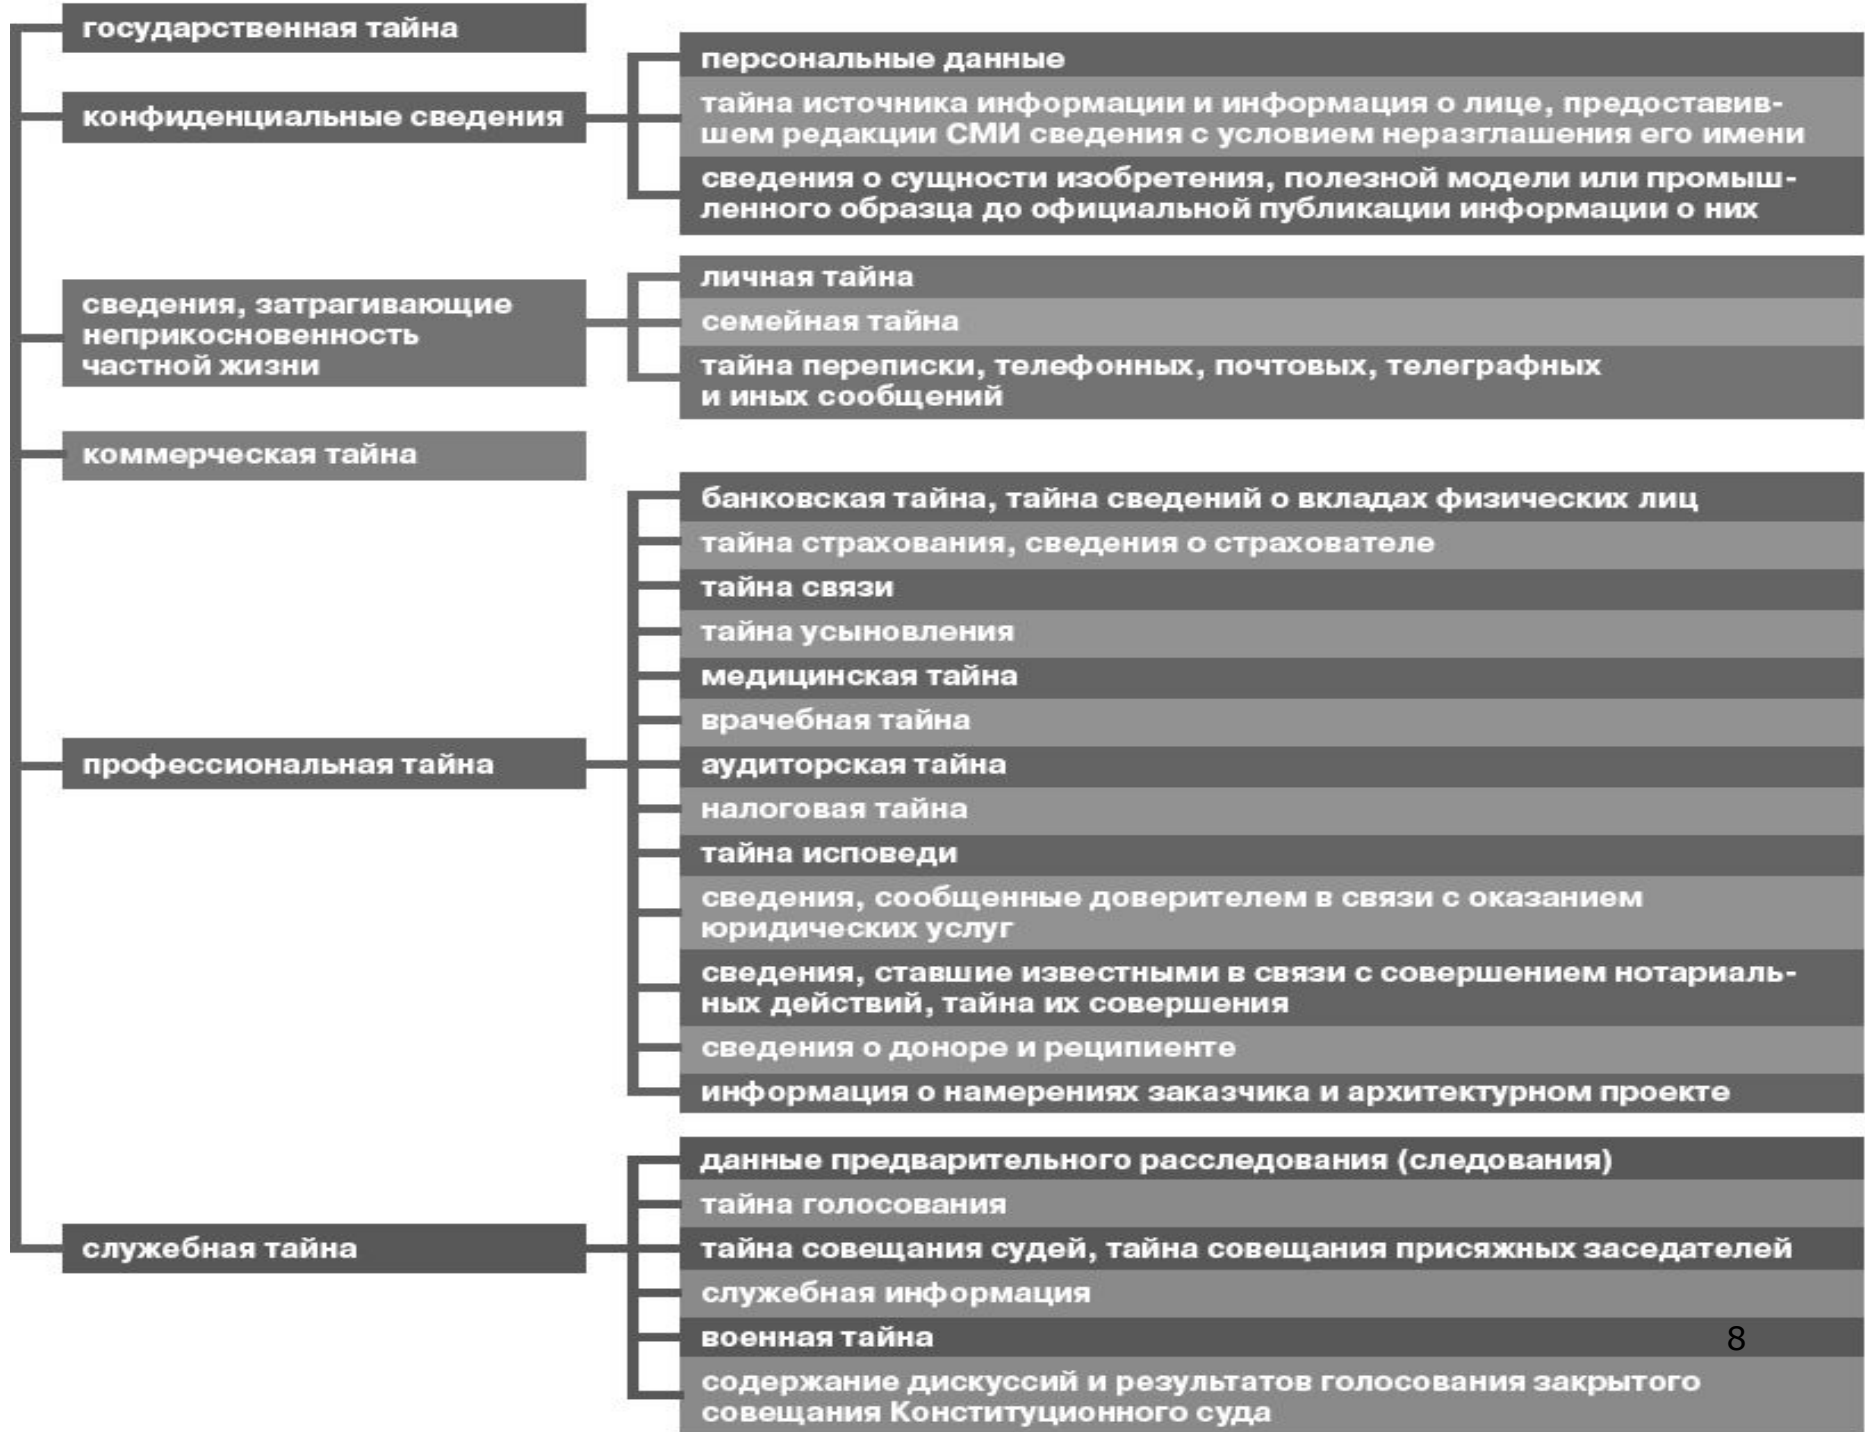 государственная тайна
конфиденциальные сведения
персональные данные
тайна источника информации и информация о лице, предоставив-
шем редакции СМИ сведения с условием неразглашения его имени
сведения о сущности изобретения, полезной модели или промыш-
ленного образца до официальной публикации информации о них
сведения, затрагивающие
неприкосновенность
частной жизни
личная тайна
семейная тайна
тайна переписки, телефонных, почтовых, телеграфных
и иных сообщений
коммерческая тайна
профессиональная тайна
банковская тайна, тайна сведений о вкладах физических лиц
тайна страхования, сведения о страхователе
тайна связи
тайна усыновления
медицинская тайна
врачебная тайна
аудиторская тайна
налоговая тайна
тайна исповеди
сведения, сообщенные доверителем в связи с оказанием
юридических услуг
сведения, ставшие известными в связи с совершением нотариаль-
ных действий, тайна их совершения
сведения о доноре и реципиенте
информация о намерениях заказчика и архитектурном проекте
служебная тайна
данные предварительного расследования (следования)
тайна голосования
тайна совещания судей, тайна совещания присяжных заседателей
служебная информация
военная тайна
8
содержание дискуссий и результатов голосования закрытого
совещания Конституционного суда